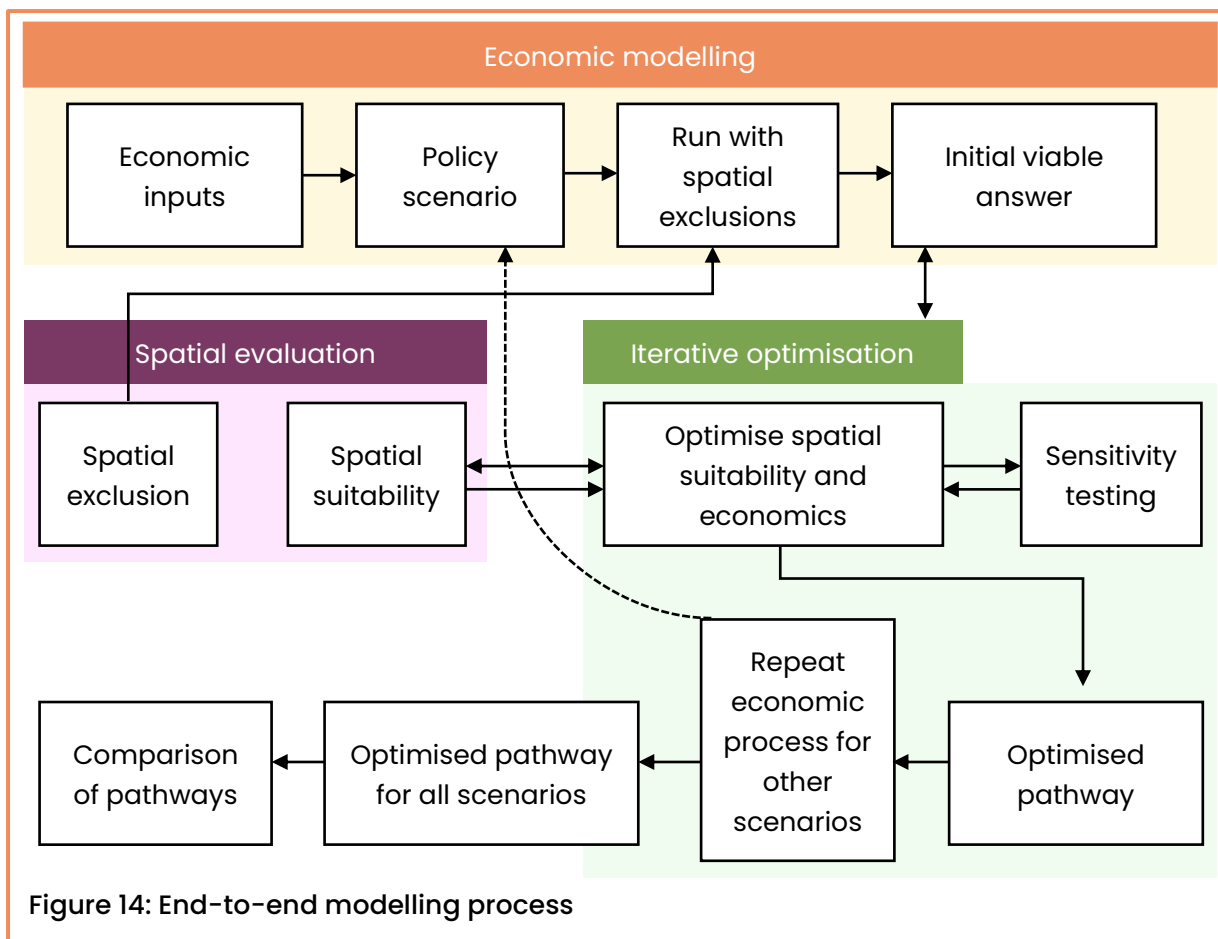 Economic modelling
Economic
inputs
Policy
scenario
Run with
spatial
exclusions
Initial viable
answer
Spatial evaluation
Iterative optimisation
Spatial
exclusion
Spatial
suitability
Optimise spatial
suitability and
economics
Sensitivity
testing
Comparison
of pathways
Optimised pathway
for all scenarios
Repeat
economic
process for
other
scenarios
Optimised
pathway
Figure 14: End-to-end modelling process